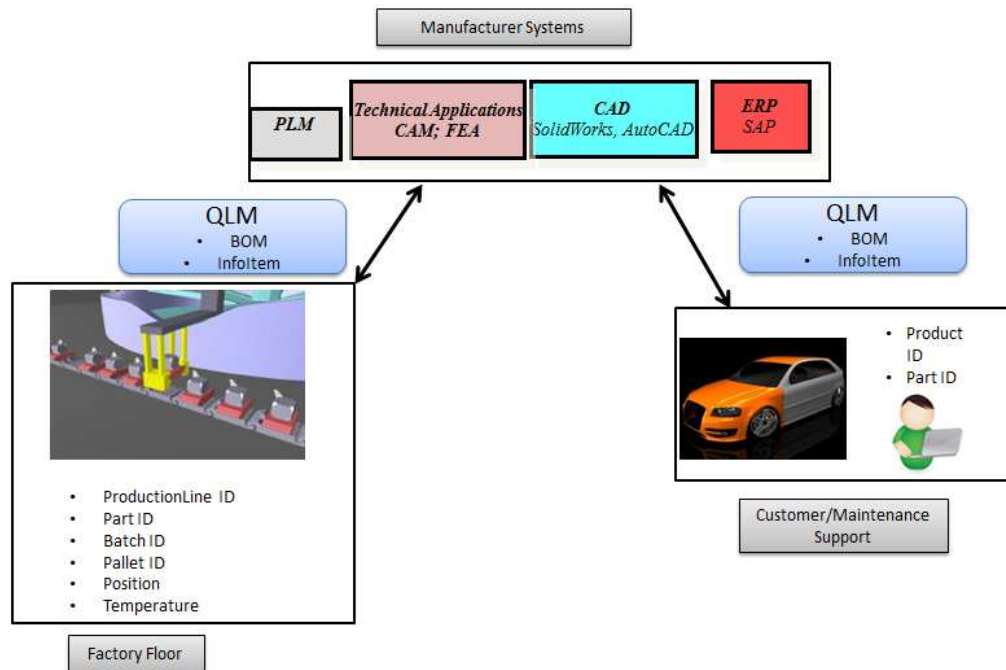 Manufacturer Systems
PLM
Technical Applications
CAM; FEA
CAD
SolidWorks, AutoCAD
ERP
SAP
QLM
• BOM
• InfoItem
QLM
• BOM
• InfoItem
• ProductionLine ID
• Part ID
• Batch ID
• Pallet ID
• Position
• Temperature
Factory Floor
• Product
ID
• Part ID
Customer/Maintenance
Support